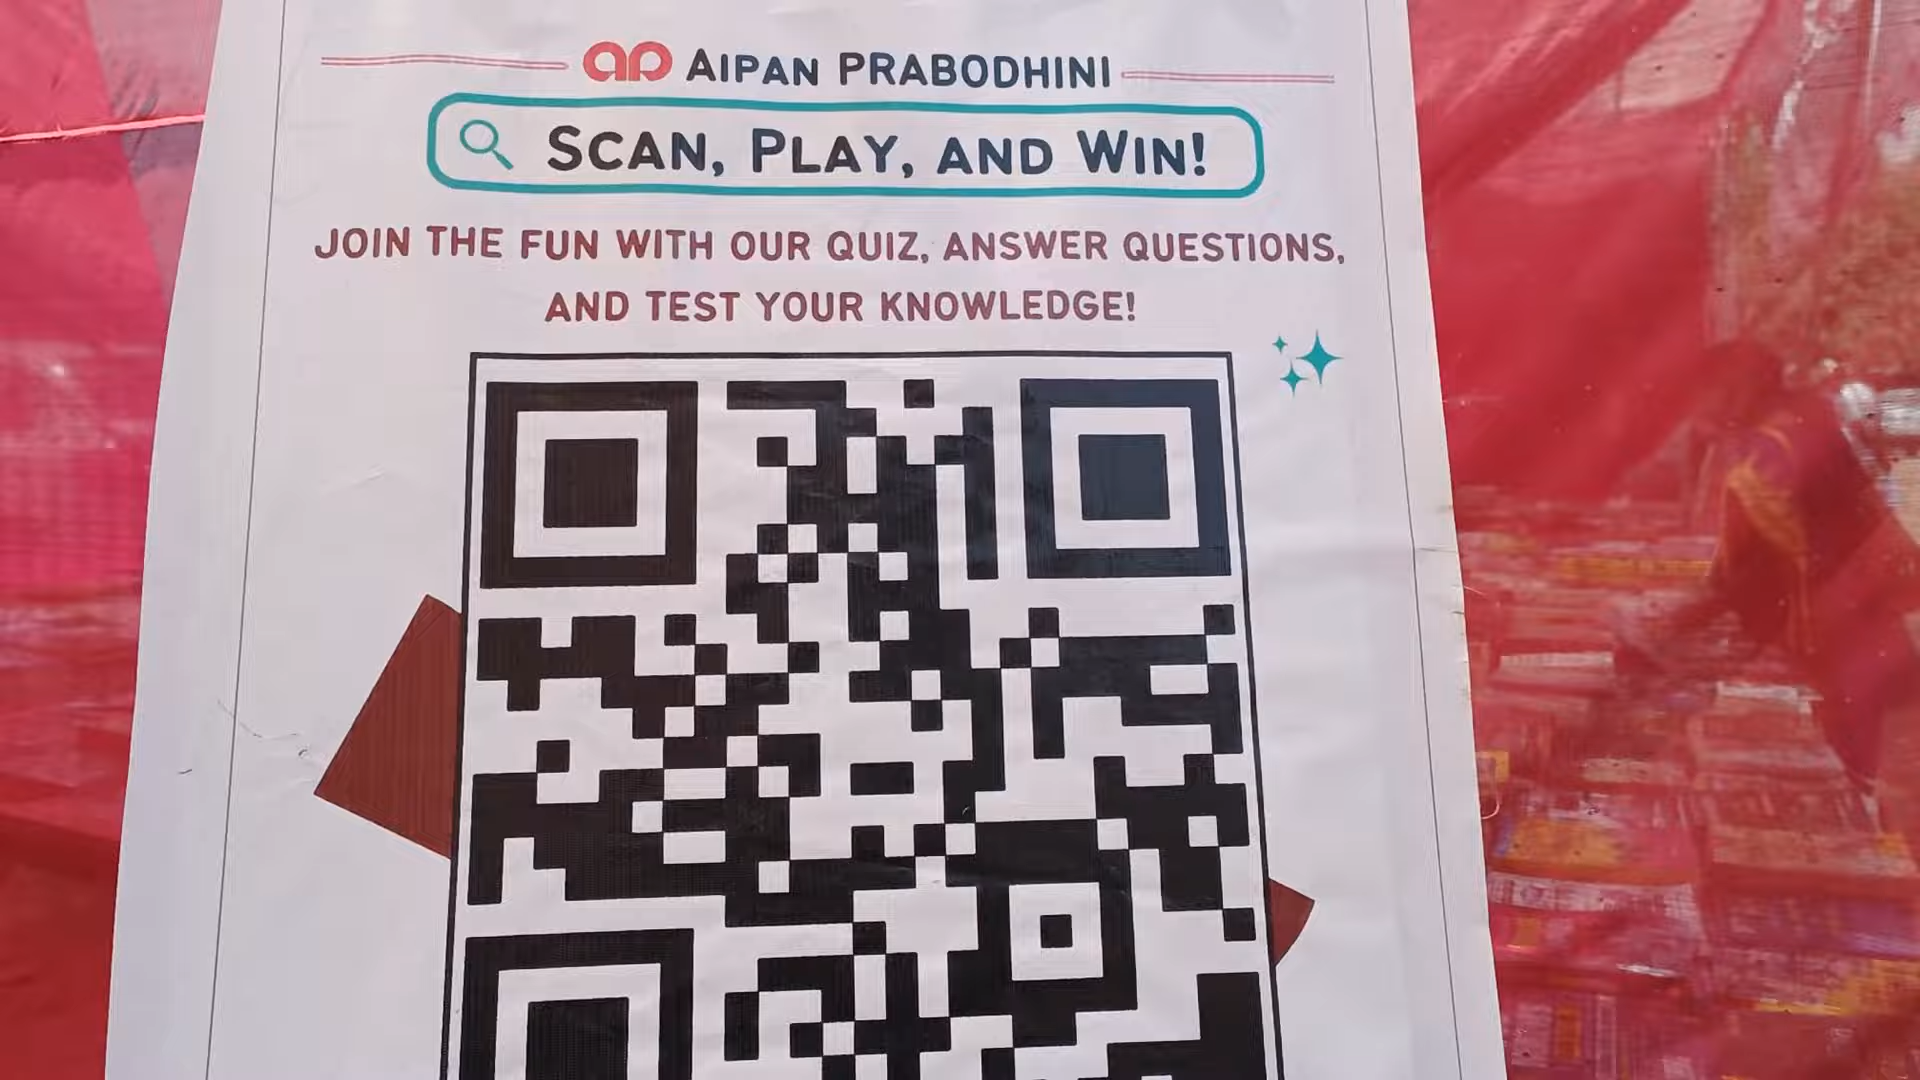 ap AIPAN PRABODHINI
SCAN, PLAY, AND WIN!
JOIN THE FUN WITH OUR QUIZ, ANSWER QUESTIONS,
AND TEST YOUR KNOWLEDGE!